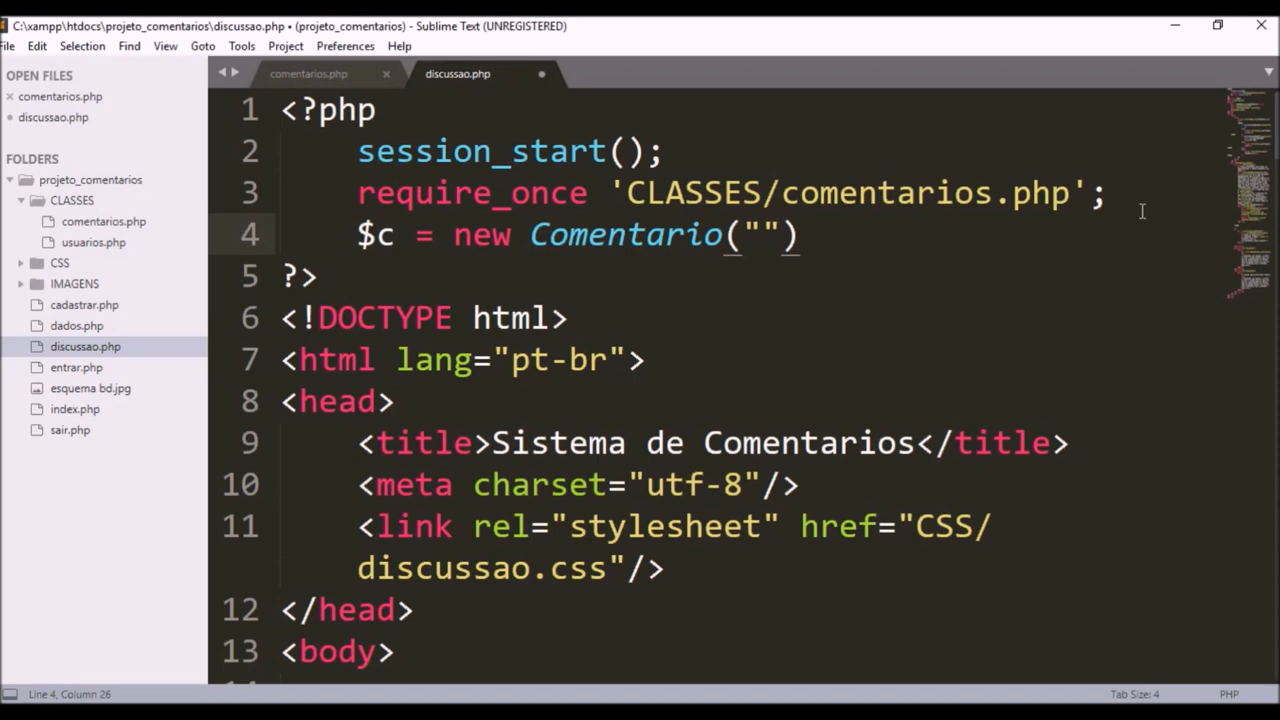 C:\xampp\htdocs\projeto_comentarios\discussao.php • (projeto_comentarios) - Sublime Text (UNREGISTERED)
File Edit Selection Find View Goto Tools Project Preferences Help
OPEN FILES
comentarios.php
discussao.php
FOLDERS
projeto_comentarios
CLASSES
comentarios.php
usuarios.php
CSS
IMAGENS
cadastrar.php
dados.php
discussao.php
entrar.php
esquema bd.jpg
index.php
sair.php
comentarios.php discussao.php
1 <?php
2 session_start();
3 require_once 'CLASSES/comentarios.php';
4 $c = new Comentario("")
5 ?>
6 <!DOCTYPE html>
7 <html lang="pt-br">
8 <head>
9 <title>Sistema de Comentarios</title>
10 <meta charset="utf-8"/>
11 <link rel="stylesheet" href="CSS/
discussao.css"/>
12 </head>
13 <body>
Line 4, Column 26 Tab Size: 4 PHP